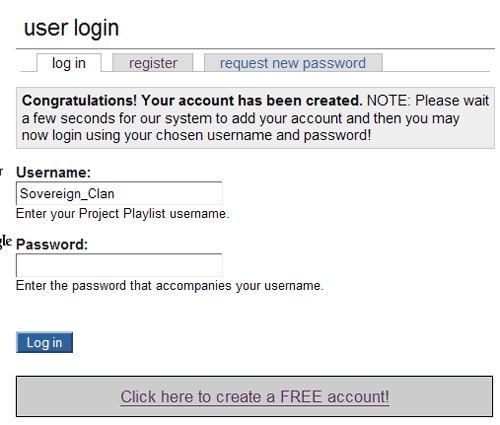 user login
log in register request new password
Congratulations! Your account has been created. NOTE: Please wait
a few seconds for our system to add your account and then you may
now login using your chosen username and password!
Username:
Sovereign_Clan
Enter your Project Playlist username.
Password:
Enter the password that accompanies your username.
Log in
Click here to create a FREE account!